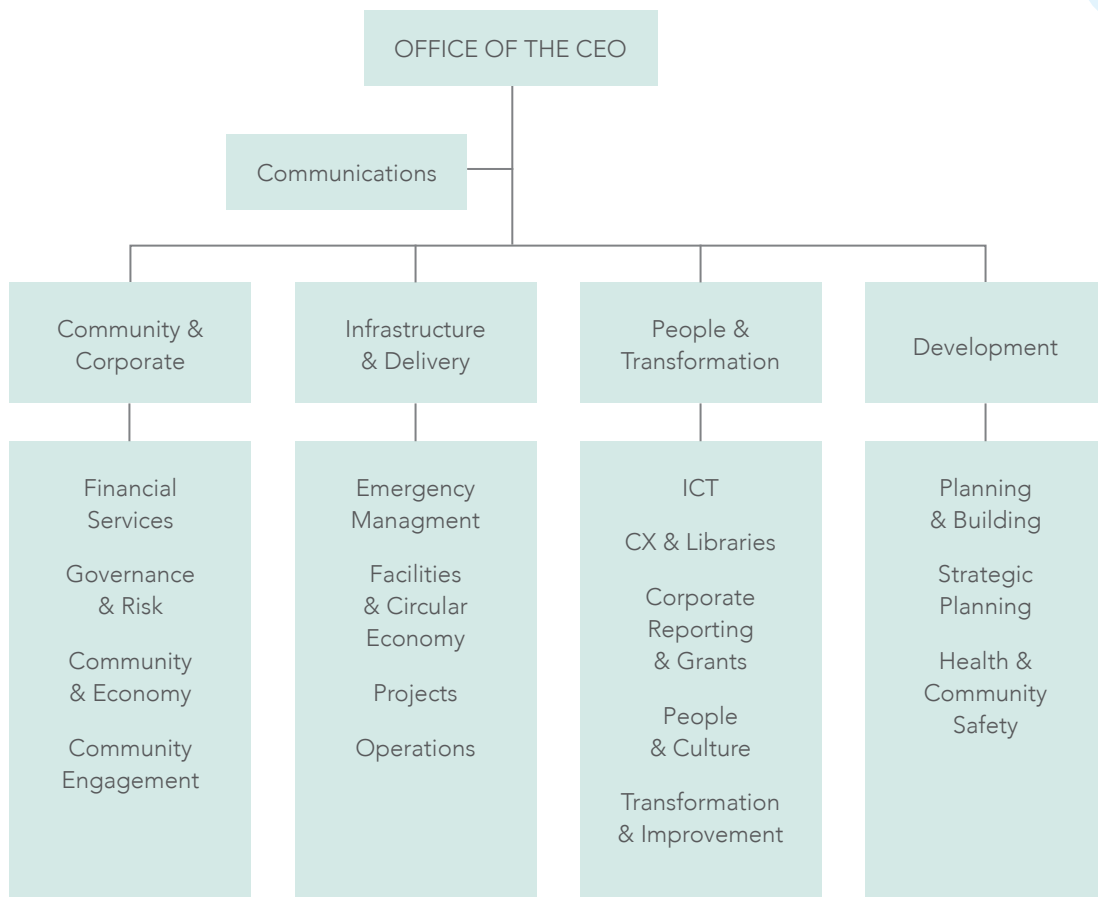 OFFICE OF THE CEO
Communications
Community &
Corporate
Infrastructure
& Delivery
People &
Transformation
Development
Financial
Services
Governance
& Risk
Community
& Economy
Community
Engagement
Emergency
Managment
Facilities
& Circular
Economy
Projects
Operations
ICT
CX & Libraries
Corporate
Reporting
& Grants
People
& Culture
Transformation
& Improvement
Planning
& Building
Strategic
Planning
Health &
Community
Safety